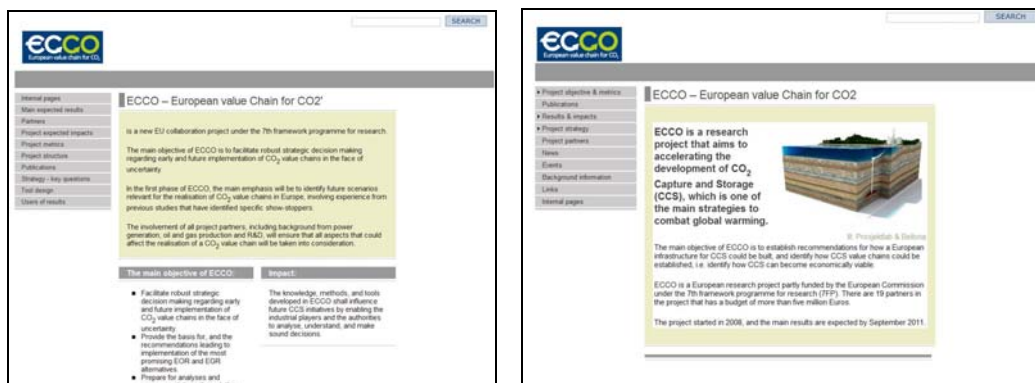 SEARCH
ECCO
European value chain for CO2
Internal pages
Main expected results
Partners
Project expected impacts
Project metrics
Project structure
Publications
Strategy - key questions
Tool design
Users of results
ECCO – European value Chain for CO2'
is a new EU collaboration project under the 7th framework programme for research.
The main objective of ECCO is to facilitate robust strategic decision making
regarding early and future implementation of CO2 value chains in the face of
uncertainty
In the first phase of ECCO, the main emphasis will be to identify future scenarios
relevant for the realisation of CO2 value chains in Europe, involving experience from
previous studies that have identified specific show-stoppers.
The involvement of all project partners, including background from power
generation, oil and gas production and R&D, will ensure that all aspects that could
affect the realisation of a CO2 value chain will be taken into consideration.
The main objective of ECCO:
Facilitate robust strategic
decision making regarding early
and future implementation of
CO2 value chains in the face of
uncertainty
Provide the basis for, and the
recommendations leading to
implementation of the most
promising EOR and EGR
alternatives
Prepare for analyses and
Impact:
The knowledge, methods, and tools
developed in ECCO shall influence
future CCS initiatives by enabling the
industrial players and the authorities
to analyse, understand, and make
sound decisions.
SEARCH
ECCO
European value chain for CO2
Project objective & metrics
Publications
Results & impacts
Project strategy
Project partners
News
Events
Background information
Links
Internal pages
ECCO – European value Chain for CO2
ECCO is a research
project that aims to
accelerating the
development of CO2
Capture and Storage
(CCS), which is one of
the main strategies to
combat global warming.
Ill: Prosjektlab & Bellona
The main objective of ECCO is to establish recommendations for how a European
infrastructure for CCS could be built, and identify how CCS value chains could be
established, i.e. identify how CCS can become economically viable.
ECCO is a European research project partly funded by the European Commission
under the 7th framework programme for research (7FP). There are 19 partners in
the project that has a budget of more than five million Euros.
The project started in 2008, and the main results are expected by September 2011.